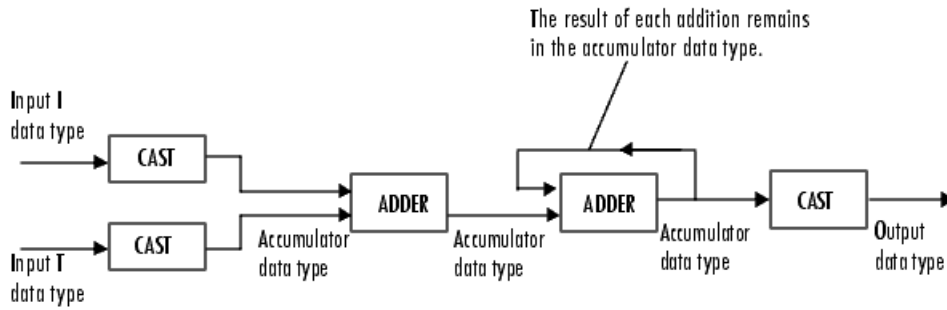 The result of each addition remains
in the accumulator data type.
Input I
data type
CAST
ADDER
ADDER
CAST
CAST
Input T
data type
Accumulator
data type
Accumulator
data type
Accumulator
data type
Output
data type